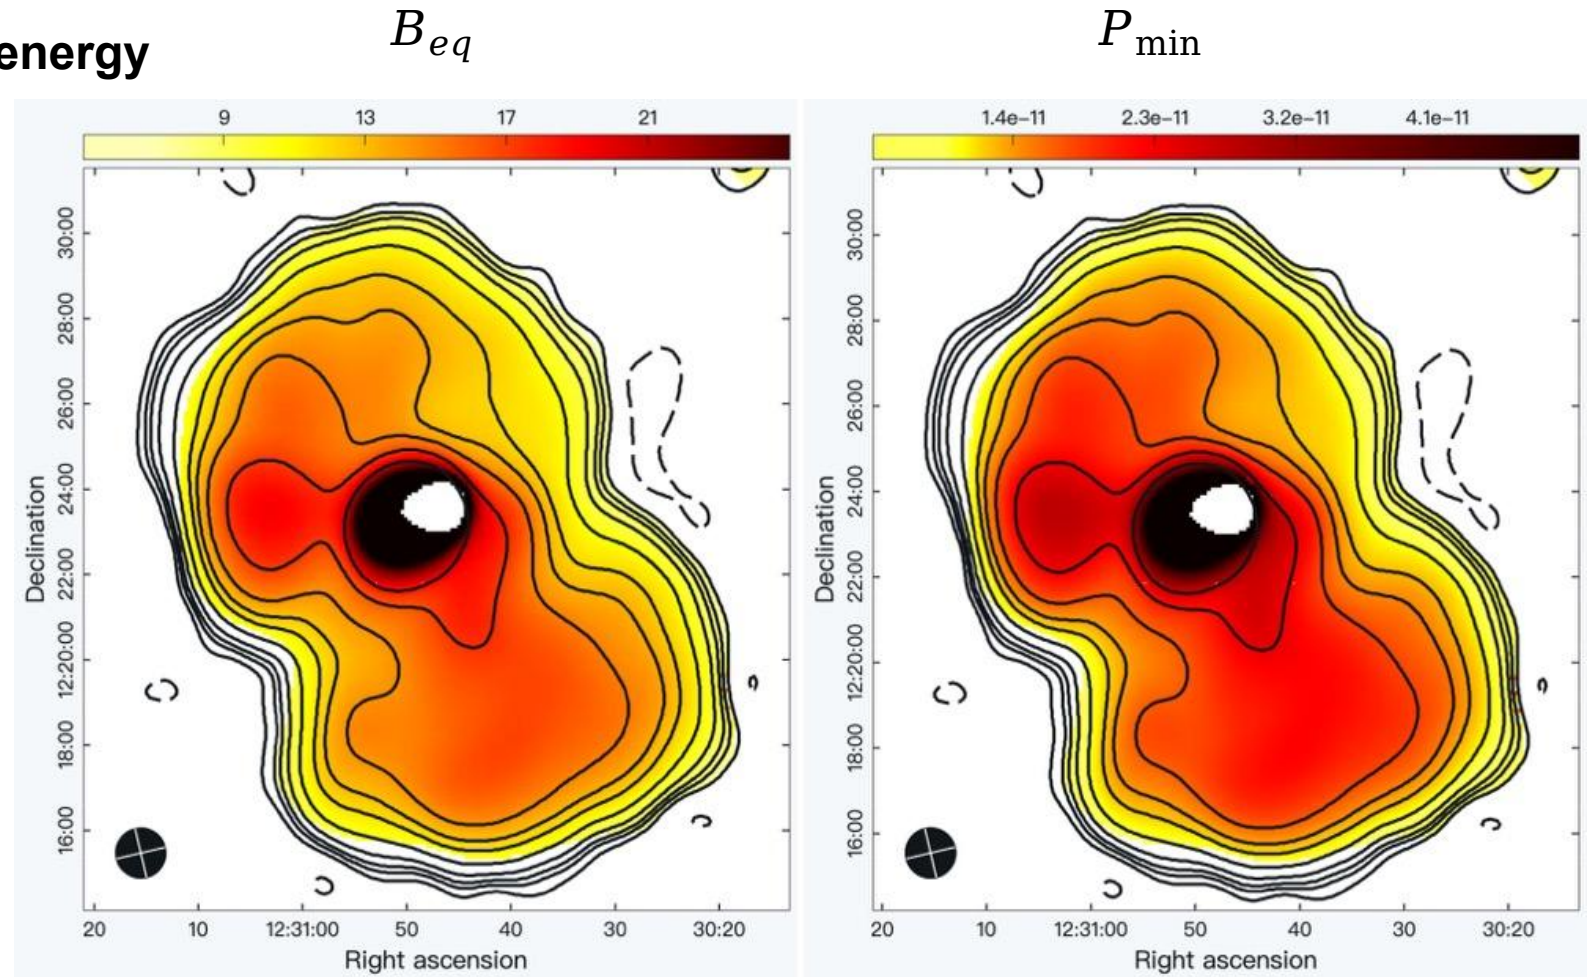 energy
B_eq
P_min
9 13 17 21
30:00
28:00
26:00
24:00
22:00
12:20:00
18:00
16:00
Declination
20 10 12:31:00 50 40 30 30:20
Right ascension
1.4e−11 2.3e−11 3.2e−11 4.1e−11
30:00
28:00
26:00
24:00
22:00
12:20:00
18:00
16:00
Declination
20 10 12:31:00 50 40 30 30:20
Right ascension